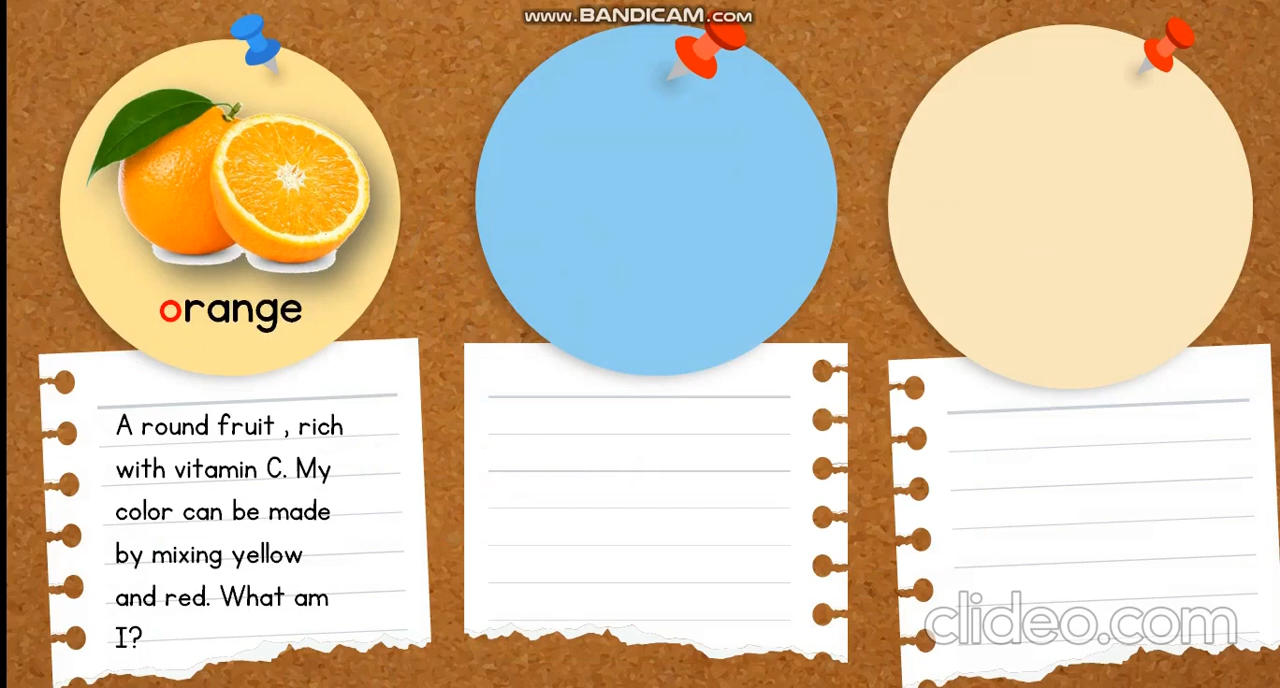 www.BANDICAM.com
orange
A round fruit , rich
with vitamin C. My
color can be made
by mixing yellow
and red. What am
I?
clideo.com